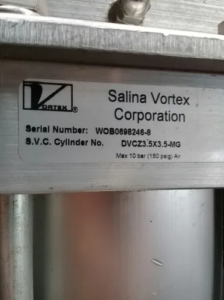 VORTEX ®
Salina Vortex
Corporation
Serial Number: WOB0698246-6
S.V.C. Cylinder No. DVCZ3.5X3.5-MG
Max 10 bar (150 psig) Air